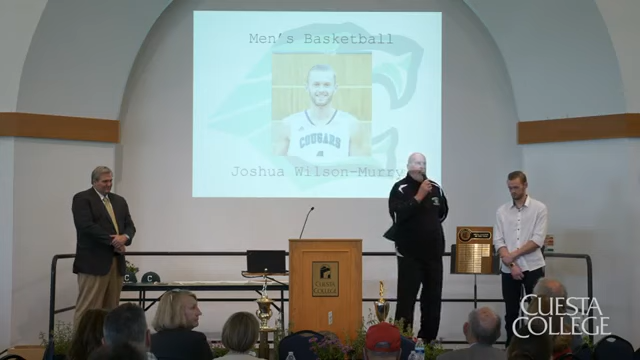 Men's Basketball
COUGARS
Joshua Wilson-Murry
CUESTA
COLLEGE
C
C
CUESTA
COLLEGE